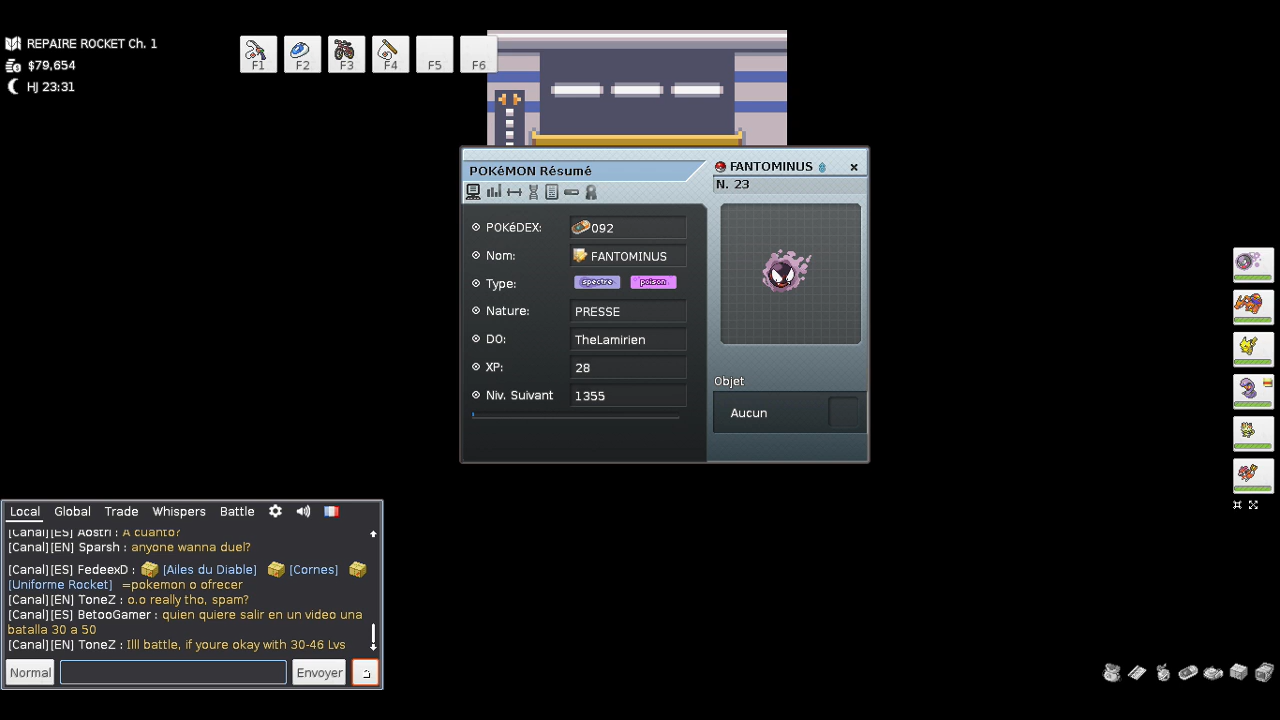 REPAIRE ROCKET Ch. 1
$79,654
HJ 23:31
F1 F2 F3 F4 F5 F6
POKéMON Résumé
FANTOMINUS
N. 23
POKéDEX: 092
Nom: FANTOMINUS
Type: spectre poison
Nature: PRESSE
DO: TheLamirien
XP: 28
Niv. Suivant 1355
Objet
Aucun
Local Global Trade Whispers Battle
[Canal][ES] Aostri : A cuanto?
[Canal][EN] Sparsh : anyone wanna duel?
[Canal][ES] FedeexD : [Ailes du Diable] [Cornes]
[Uniforme Rocket] =pokemon o ofrecer
[Canal][EN] ToneZ : o.o really tho, spam?
[Canal][ES] BetooGamer : quien quiere salir en un video una
batalla 30 a 50
[Canal][EN] ToneZ : Illl battle, if youre okay with 30-46 Lvs
Normal Envoyer